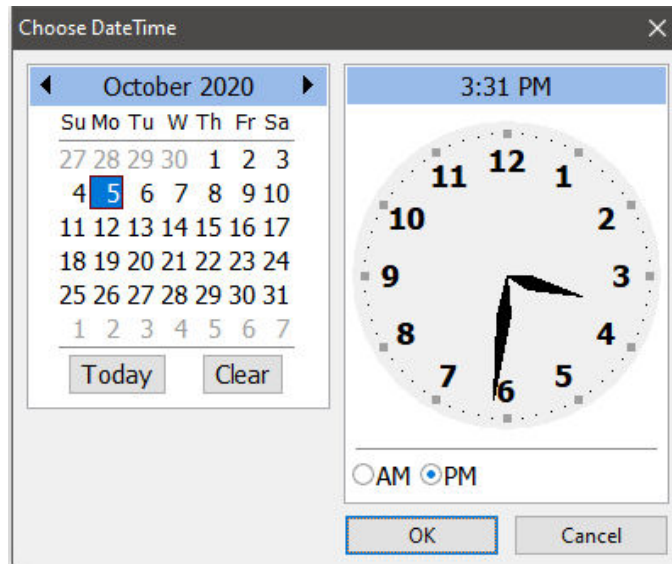 Choose DateTime
October 2020
Su Mo Tu W Th Fr Sa
27 28 29 30 1 2 3
4 5 6 7 8 9 10
11 12 13 14 15 16 17
18 19 20 21 22 23 24
25 26 27 28 29 30 31
1 2 3 4 5 6 7
Today Clear
3:31 PM
12
11 1
10 2
9 3
8 4
7 5
6
AM PM
OK Cancel